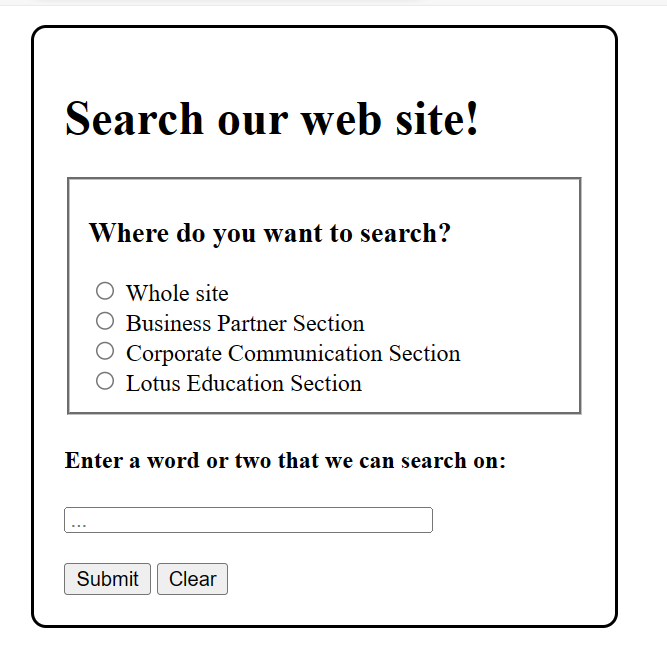 Search our web site!
Where do you want to search?
Whole site
Business Partner Section
Corporate Communication Section
Lotus Education Section
Enter a word or two that we can search on:
...
Submit Clear